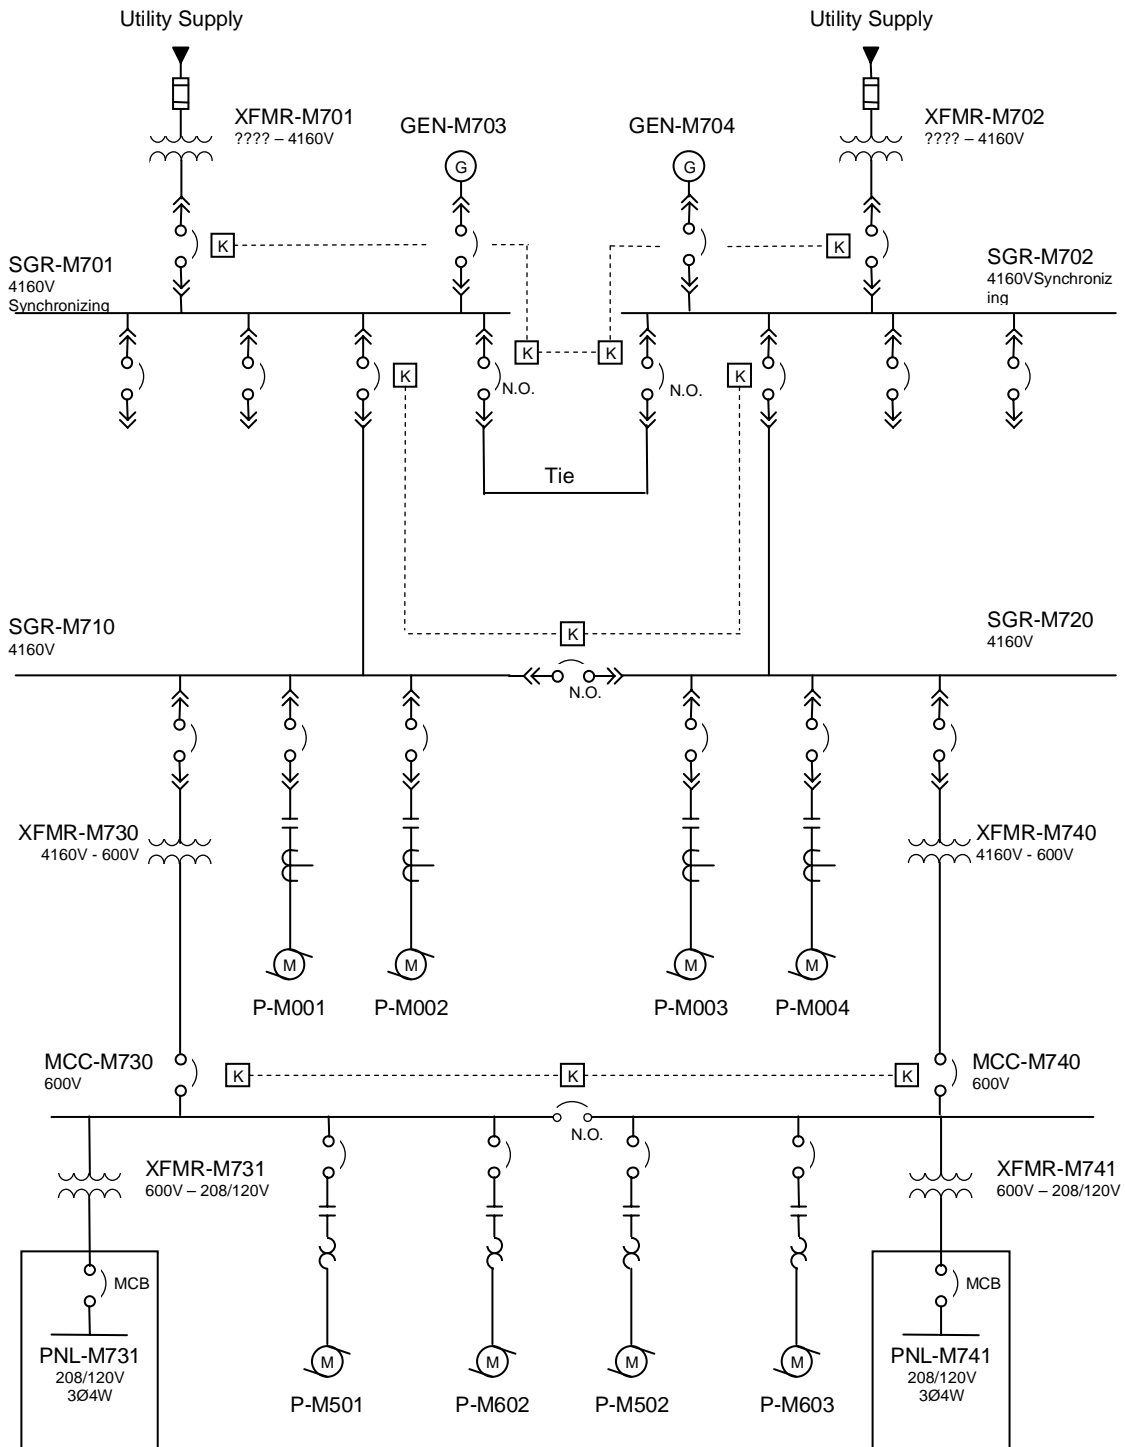 Utility Supply
Utility Supply
XFMR-M701
???? – 4160V
GEN-M703
GEN-M704
XFMR-M702
???? – 4160V
G
G
K
K
SGR-M701
4160V
Synchronizing
SGR-M702
4160VSynchroniz
ing
K
K
K
K
N.O.
N.O.
Tie
SGR-M710
4160V
K
SGR-M720
4160V
N.O.
XFMR-M730
4160V - 600V
XFMR-M740
4160V - 600V
M
M
M
M
P-M001
P-M002
P-M003
P-M004
MCC-M730
600V
K
K
K
MCC-M740
600V
N.O.
XFMR-M731
600V – 208/120V
XFMR-M741
600V – 208/120V
MCB
MCB
PNL-M731
208/120V
3Ø4W
M
M
M
M
PNL-M741
208/120V
3Ø4W
P-M501
P-M602
P-M502
P-M603